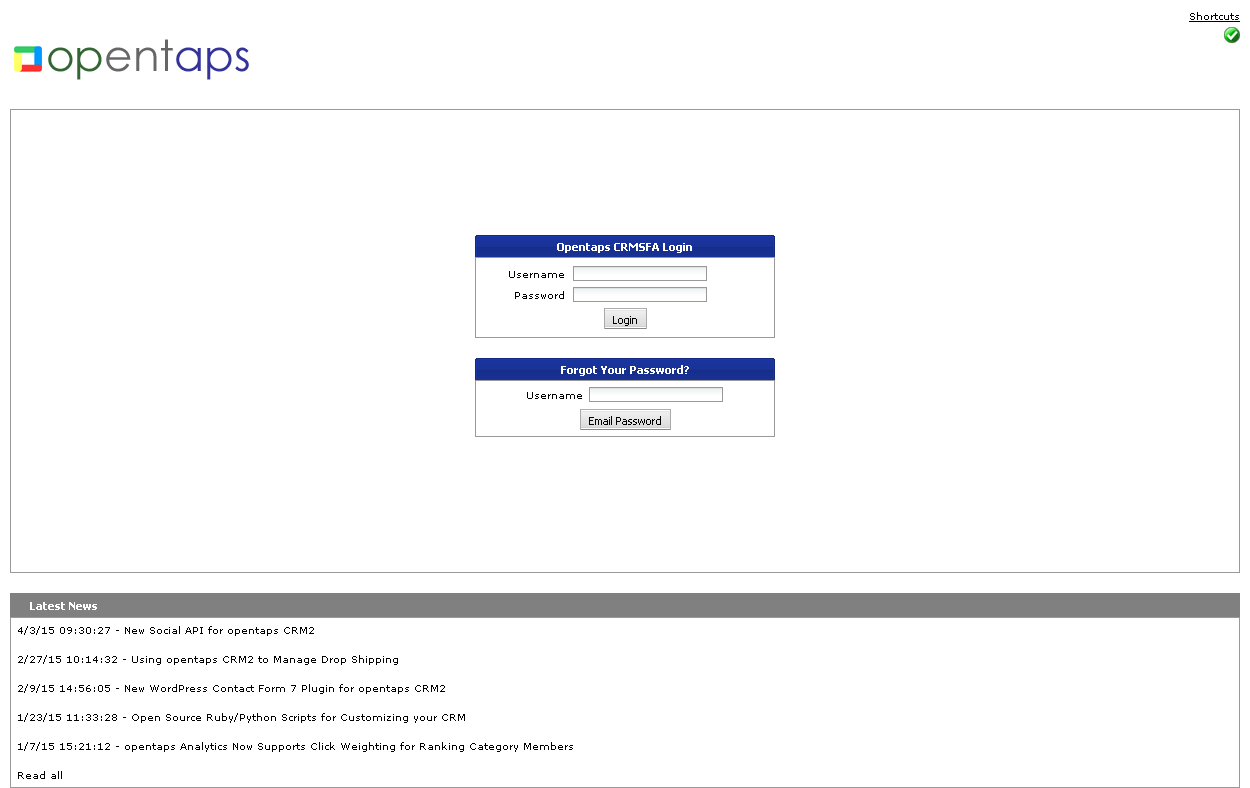 Shortcuts
opentaps
Opentaps CRMSFA Login
Username
Password
Login
Forgot Your Password?
Username
Email Password
Latest News
4/3/15 09:30:27 - New Social API for opentaps CRM2
2/27/15 10:14:32 - Using opentaps CRM2 to Manage Drop Shipping
2/9/15 14:56:05 - New WordPress Contact Form 7 Plugin for opentaps CRM2
1/23/15 11:33:28 - Open Source Ruby/Python Scripts for Customizing your CRM
1/7/15 15:21:12 - opentaps Analytics Now Supports Click Weighting for Ranking Category Members
Read all